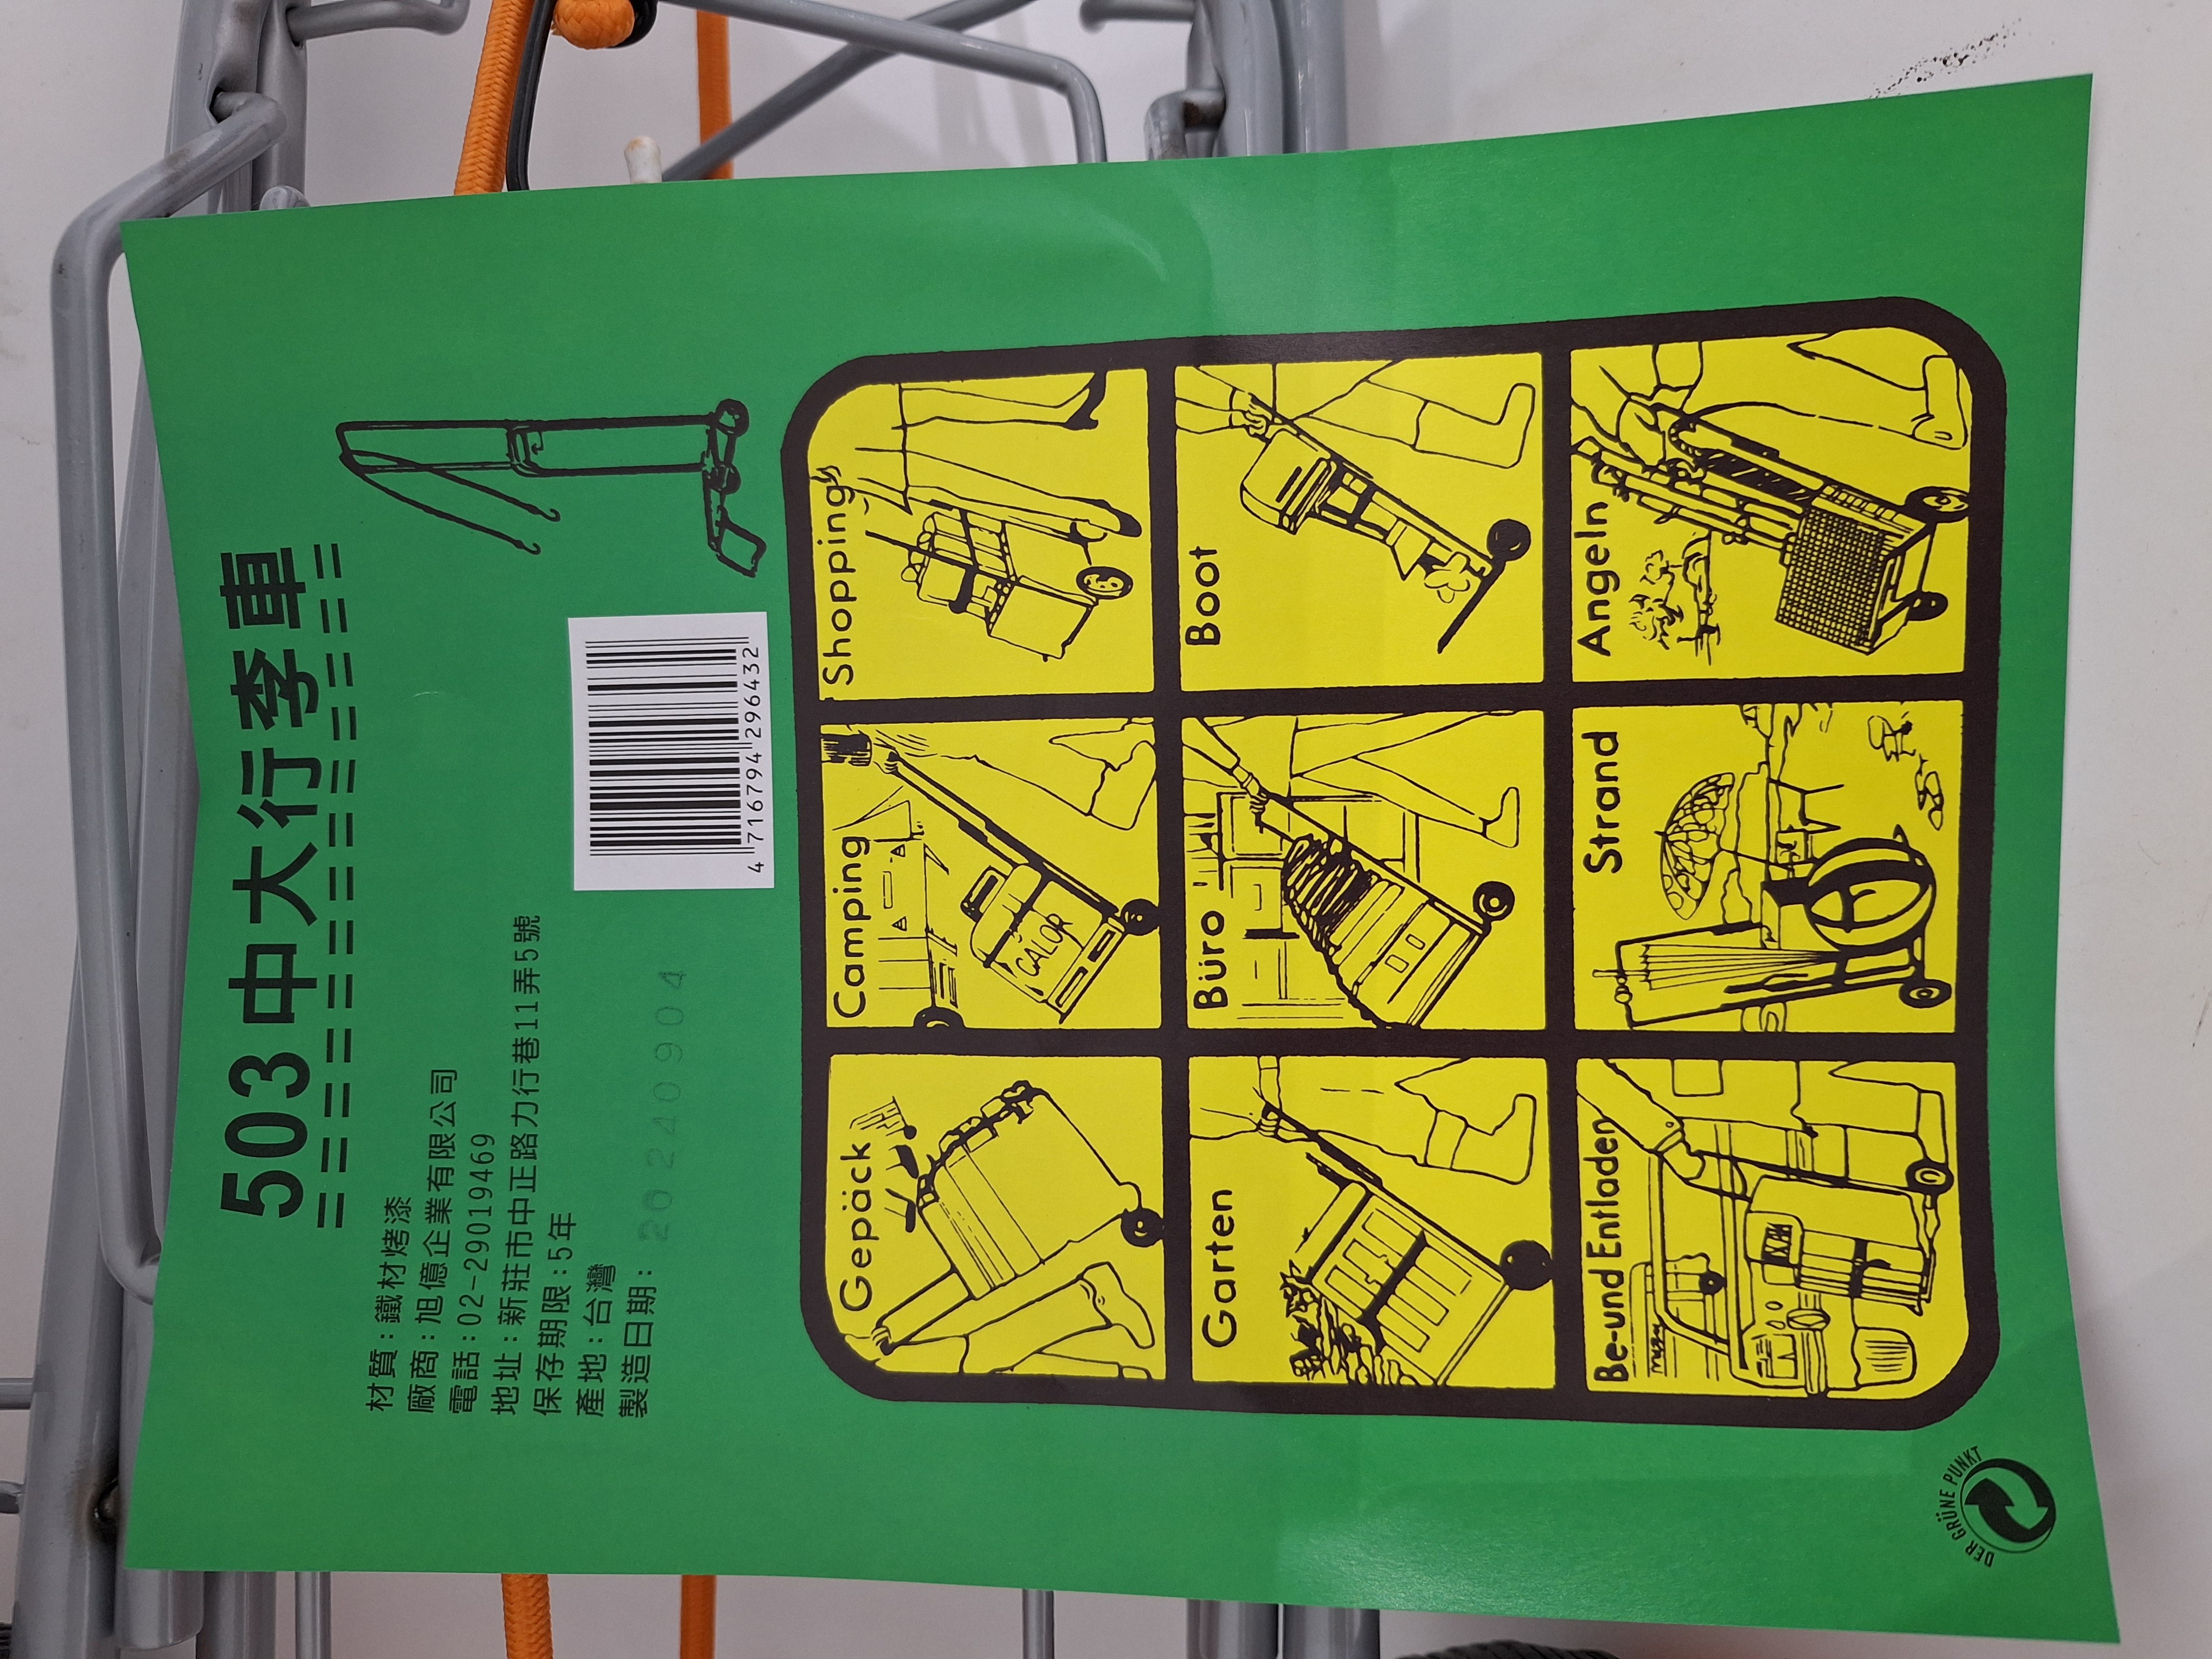 503中大行李車
材質:鐵材烤漆
廠商:旭億企業有限公司
電話:02-29019469
地址:新莊市中正路力行巷11弄5號
保存期限:5年
產地:台灣
製造日期: 20240904
4 716794 296432
Gepäck
Camping
CALOR
Shopping
Garten
Büro
Boot
Be-und Entladen
Strand
Angeln
DER GRÜNE PUNKT